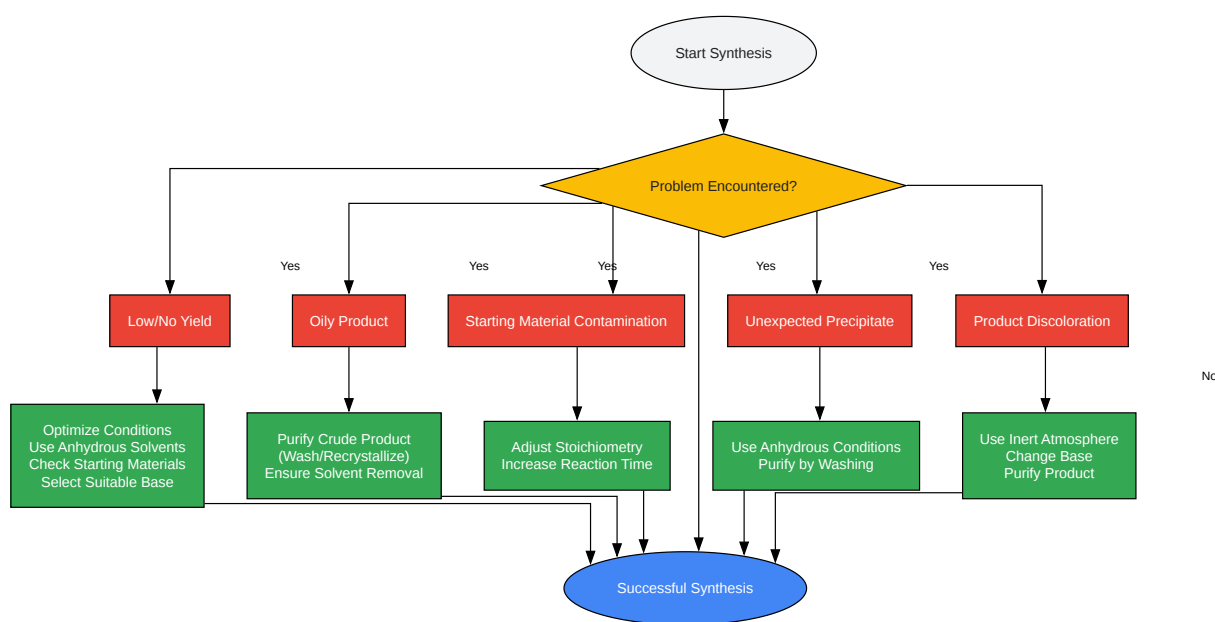 Start Synthesis
Problem Encountered?
Yes
Yes
Yes
Yes
Yes
Low/No Yield
Oily Product
Starting Material Contamination
Unexpected Precipitate
Product Discoloration
No
Optimize Conditions
Use Anhydrous Solvents
Check Starting Materials
Select Suitable Base
Purify Crude Product
(Wash/Recrystallize)
Ensure Solvent Removal
Adjust Stoichiometry
Increase Reaction Time
Use Anhydrous Conditions
Purify by Washing
Use Inert Atmosphere
Change Base
Purify Product
Successful Synthesis